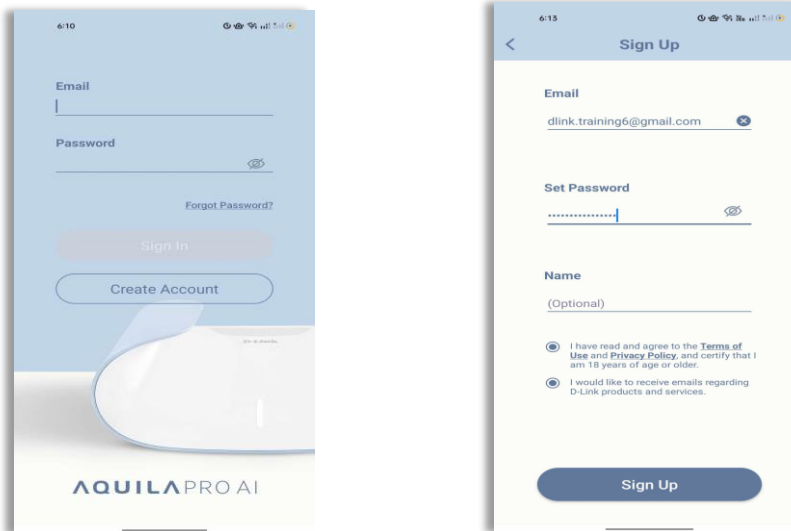 6:10
Email
Password
Forgot Password?
Sign In
Create Account
AQUILA PRO AI
6:13
Sign Up
Email
dlink.training6@gmail.com
Set Password
Name
(Optional)
I have read and agree to the Terms of
Use and Privacy Policy, and certify that I
am 18 years of age or older.
I would like to receive emails regarding
D-Link products and services.
Sign Up